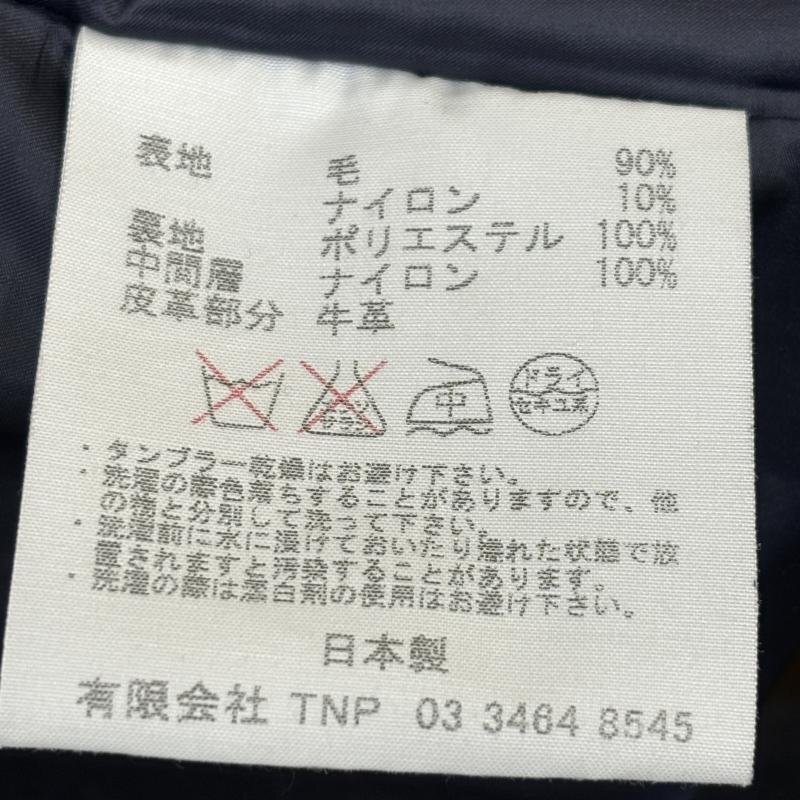 表地 毛 90%
ナイロン 10%
裏地 ポリエステル 100%
中間層 ナイロン 100%
皮革部分 牛革
エンソサラシ 中 ドライ
セキユ系
・タンブラー乾燥はお避け下さい。
・洗濯の際色落ちすることがありますので、他
の物と分別して洗って下さい。
・洗濯前に水に浸けておいたり濡れた状態で放
置されますと汚染することがあります。
・洗濯の際は漂白剤の使用はお避け下さい。
日本製
有限会社 TNP 03 3464 8545